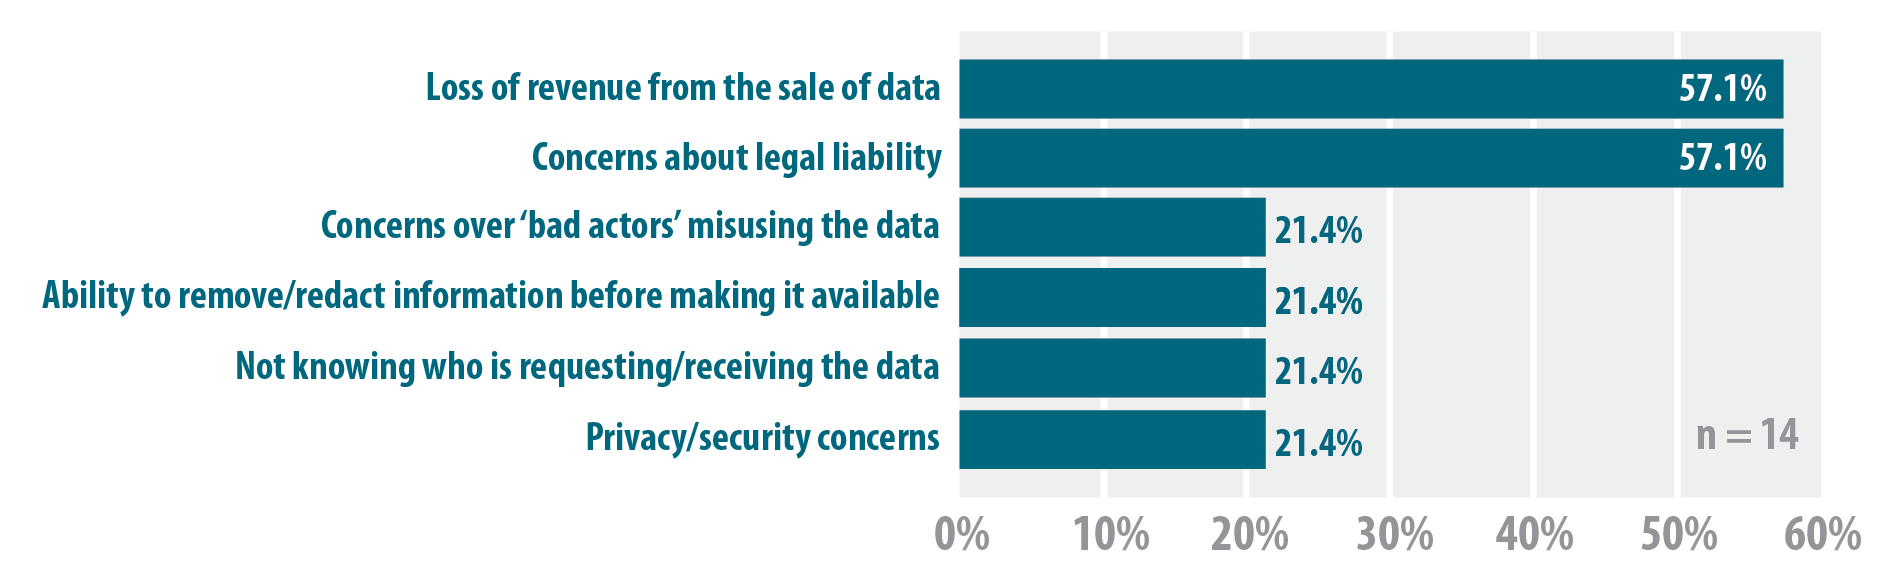 Loss of revenue from the sale of data 57.1%
Concerns about legal liability 57.1%
Concerns over ‘bad actors’ misusing the data 21.4%
Ability to remove/redact information before making it available 21.4%
Not knowing who is requesting/receiving the data 21.4%
Privacy/security concerns 21.4%
n = 14
0% 10% 20% 30% 40% 50% 60%